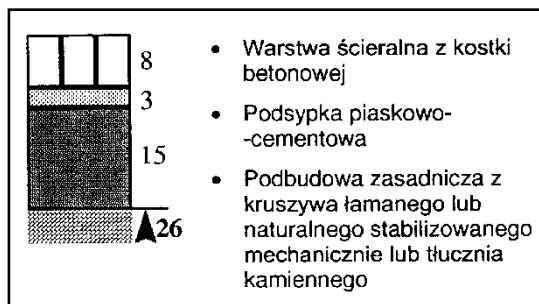 8
3
15
26
• Warstwa ścieralna z kostki
betonowej
• Podsypka piaskowo-
-cementowa
• Podbudowa zasadnicza z
kruszywa łamanego lub
naturalnego stabilizowanego
mechanicznie lub tłucznia
kamiennego